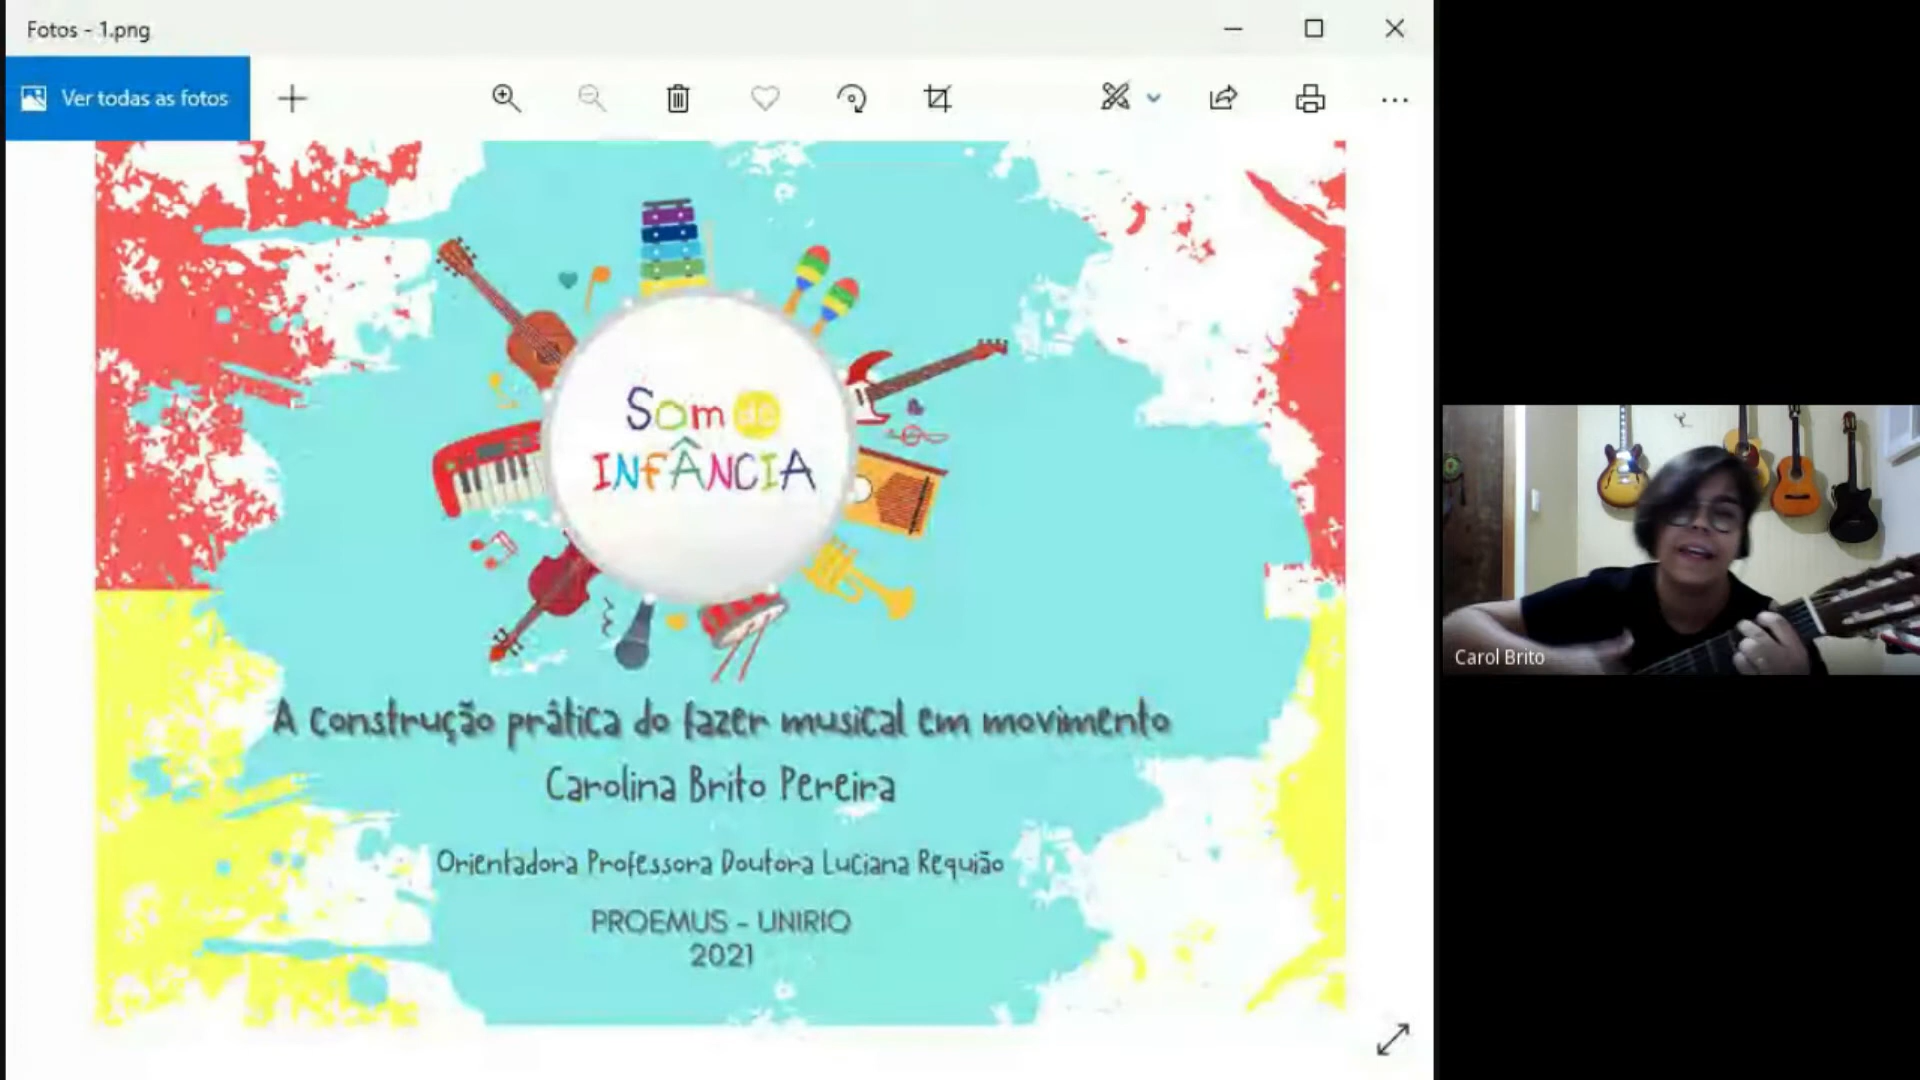 Fotos - 1.png
Ver todas as fotos
Som de
INFÂNCIA
A construção prática do fazer musical em movimento
Carolina Brito Pereira
Orientadora Professora Doutora Luciana Requião
PROEMUS - UNIRIO
2021
Carol Brito